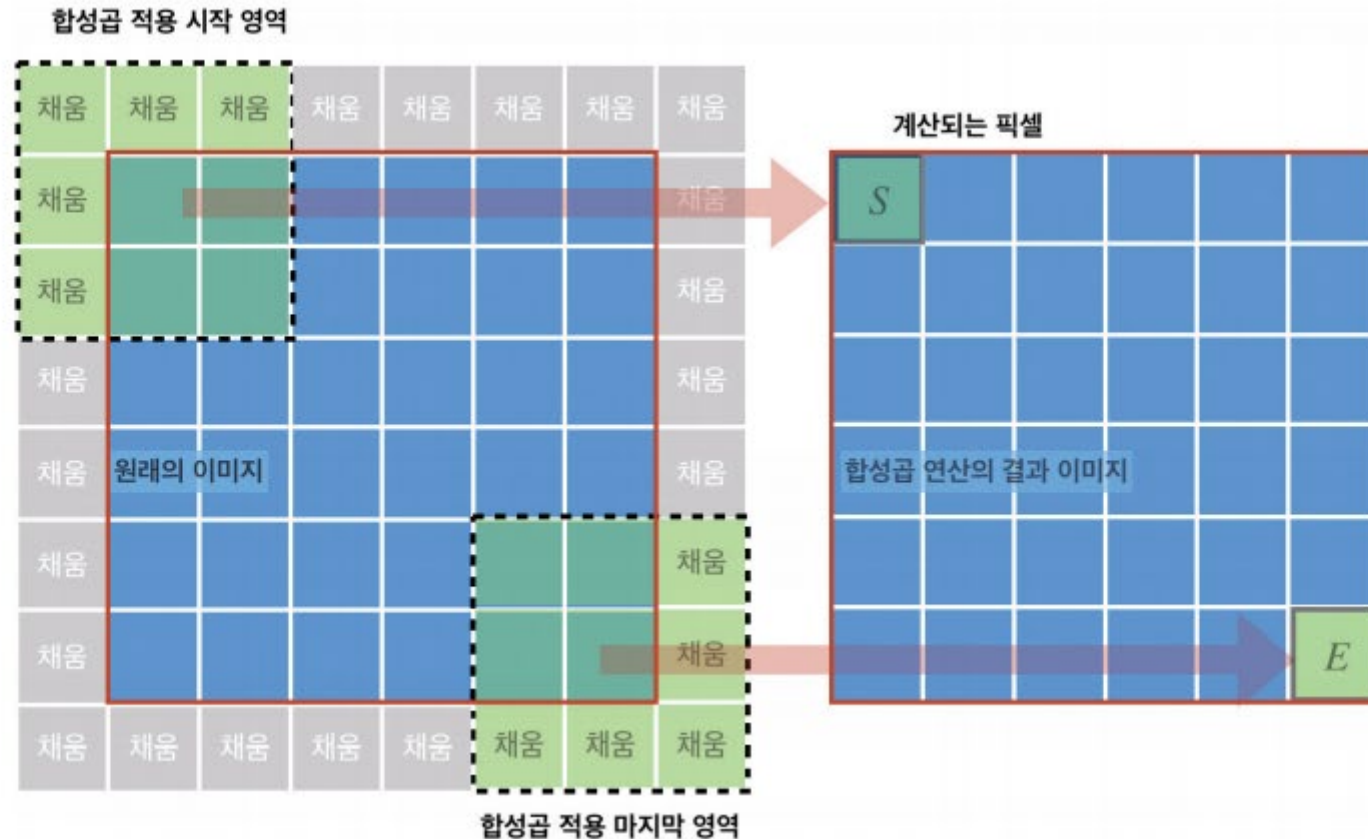 합성곱 적용 시작 영역
채움 채움 채움 채움 채움 채움 채움 채움
계산되는 픽셀
채움 채움 S
채움 채움
채움 채움
채움 원래의 이미지 채움 합성곱 연산의 결과 이미지
채움 채움
채움 채움 E
채움 채움 채움 채움 채움 채움 채움 채움
합성곱 적용 마지막 영역